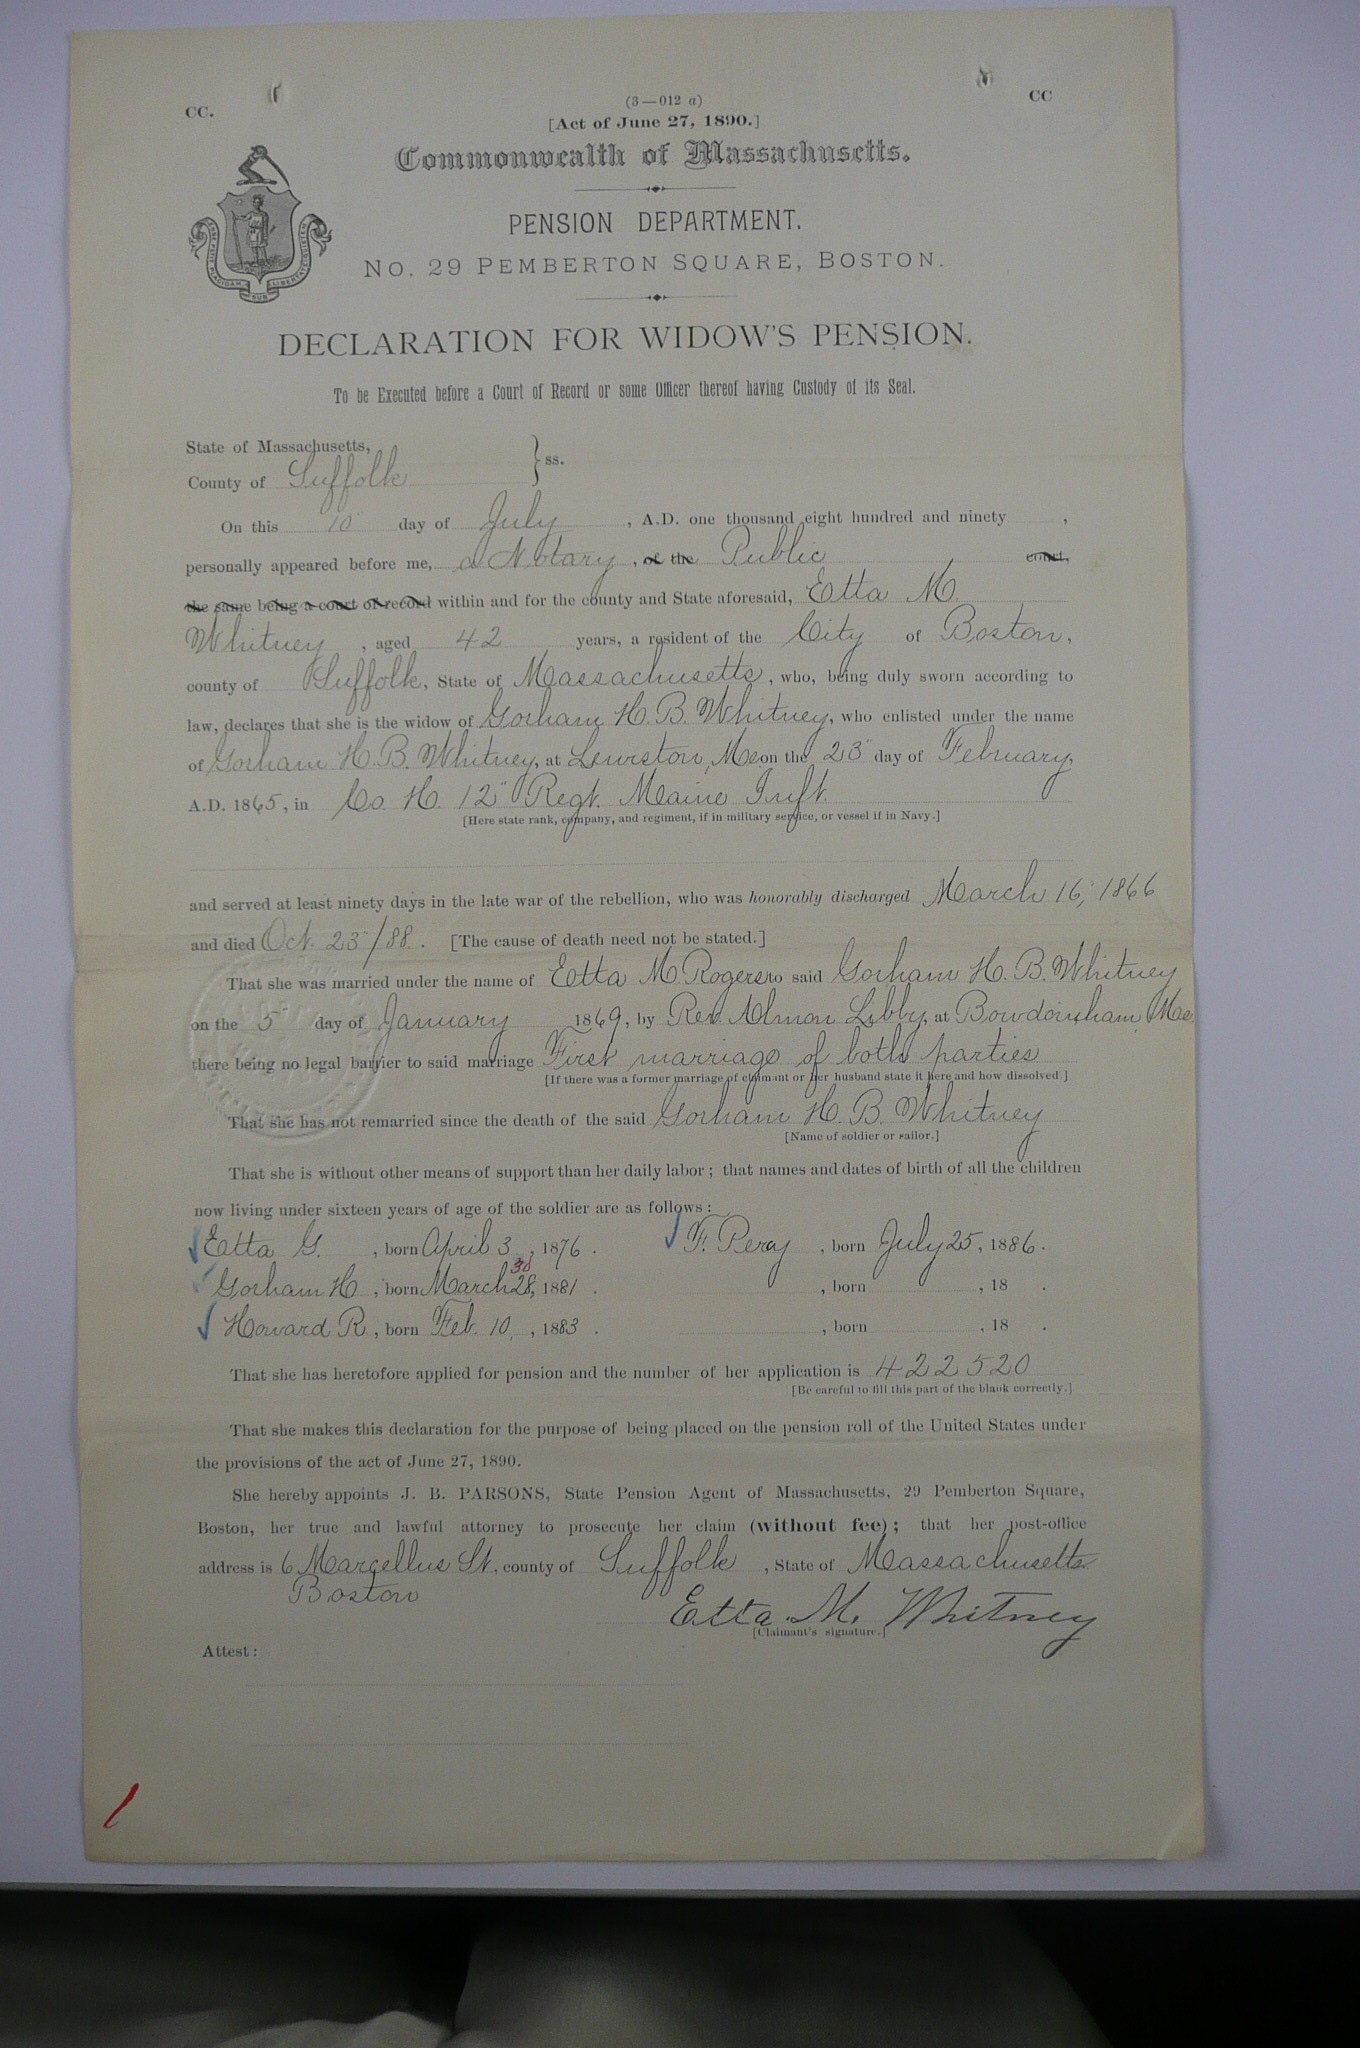 CC.
CC
(3—012 a)
[Act of June 27, 1890.]
Commonwealth of Massachusetts.
PENSION DEPARTMENT.
NO. 29 PEMBERTON SQUARE, BOSTON.
ENSE PETIT PLACIDAM SUB LIBERTATE QUIETEM
DECLARATION FOR WIDOW'S PENSION.
To be Executed before a Court of Record or some Officer thereof having Custody of its Seal.
State of Massachusetts,
County of Suffolk } ss.
On this 10" day of July, A.D. one thousand eight hundred and ninety ,
personally appeared before me, a Notary, of the Public court,
the same being a court of record within and for the county and State aforesaid, Etta M.
Whitney, aged 42 years, a resident of the City of Boston,
county of Suffolk, State of Massachusetts, who, being duly sworn according to
law, declares that she is the widow of Gorham H. B. Whitney, who enlisted under the name
of Gorham H. B. Whitney, at Lewiston, Me on the 23" day of February,
A.D. 1865, in Co. H. 12" Regt. Maine Inft.
[Here state rank, company, and regiment, if in military service, or vessel if in Navy.]
and served at least ninety days in the late war of the rebellion, who was honorably discharged March 16, 1866
and died Oct. 23"/88. [The cause of death need not be stated.]
That she was married under the name of Etta M. Rogers to said Gorham H. B. Whitney
on the 5" day of January 1869, by Rev. Almon Libby, at Bowdoinham, Me,
there being no legal barrier to said marriage First marriage of both parties
[If there was a former marriage of claimant or her husband state it here and how dissolved.]
That she has not remarried since the death of the said Gorham H. B. Whitney
[Name of soldier or sailor.]
That she is without other means of support than her daily labor; that names and dates of birth of all the children
now living under sixteen years of age of the soldier are as follows:
Etta G., born April 3, 1876. F. Percy, born July 25, 1886.
30
Gorham H, born March 28, 1881. , born , 18 .
Howard R., born Feb. 10, 1883. , born , 18 .
That she has heretofore applied for pension and the number of her application is 422520
[Be careful to fill this part of the blank correctly.]
That she makes this declaration for the purpose of being placed on the pension roll of the United States under
the provisions of the act of June 27, 1890.
She hereby appoints J. B. PARSONS, State Pension Agent of Massachusetts, 29 Pemberton Square,
Boston, her true and lawful attorney to prosecute her claim (without fee); that her post-office
address is 6 Marcellus St, county of Suffolk, State of Massachusetts.
Boston
Etta M. Whitney
[Claimant's signature.]
Attest: